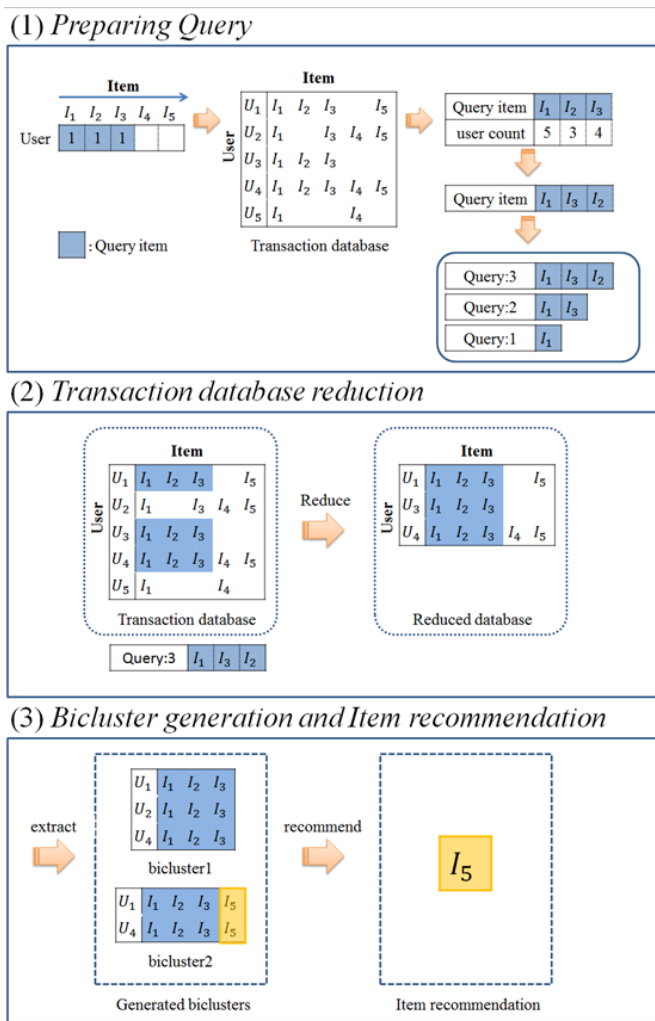 (1) Preparing Query
Item
I1 I2 I3 I4 I5
User 1 1 1
: Query item
Item
User
U1 I1 I2 I3 I5
U2 I1 I3 I4 I5
U3 I1 I2 I3
U4 I1 I2 I3 I4 I5
U5 I1 I4
Transaction database
Query item I1 I2 I3
user count 5 3 4
Query item I1 I3 I2
Query:3 I1 I3 I2
Query:2 I1 I3
Query:1 I1
(2) Transaction database reduction
Item
User
U1 I1 I2 I3 I5
U2 I1 I3 I4 I5
U3 I1 I2 I3
U4 I1 I2 I3 I4 I5
U5 I1 I4
Transaction database
Query:3 I1 I3 I2
Reduce
Item
User
U1 I1 I2 I3 I5
U3 I1 I2 I3
U4 I1 I2 I3 I4 I5
Reduced database
(3) Bicluster generation and Item recommendation
extract
U1 I1 I2 I3
U2 I1 I2 I3
U4 I1 I2 I3
bicluster1
U1 I1 I2 I3 I5
U4 I1 I2 I3 I5
bicluster2
Generated biclusters
recommend
I5
Item recommendation